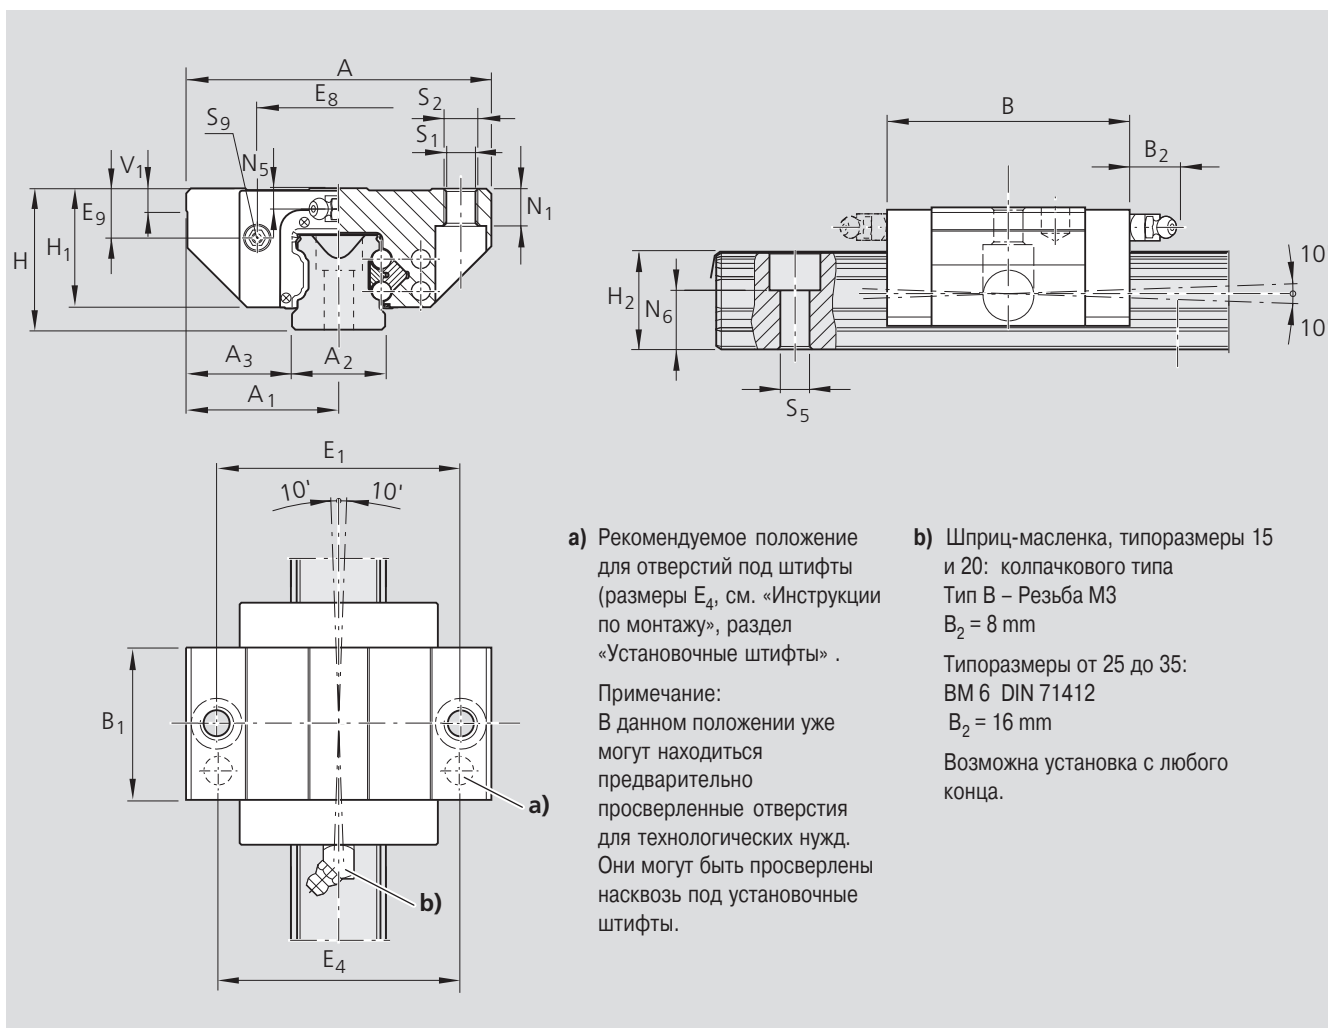 A
E8
S2
S9
S1
V1
N5
E9
N1
H
H1
A3
A2
A1
B
B2
10
H2
N6
10
S5
E1
10' 10'
B1
a)
b)
E4
a) Рекомендуемое положение
для отверстий под штифты
(размеры E4, см. «Инструкции
по монтажу», раздел
«Установочные штифты» .
Примечание:
В данном положении уже
могут находиться
предварительно
просверленные отверстия
для технологических нужд.
Они могут быть просверлены
насквозь под установочные
штифты.
b) Шприц-масленка, типоразмеры 15
и 20: колпачкового типа
Тип В – Резьба М3
B2 = 8 mm
Типоразмеры от 25 до 35:
BM 6 DIN 71412
B2 = 16 mm
Возможна установка с любого
конца.